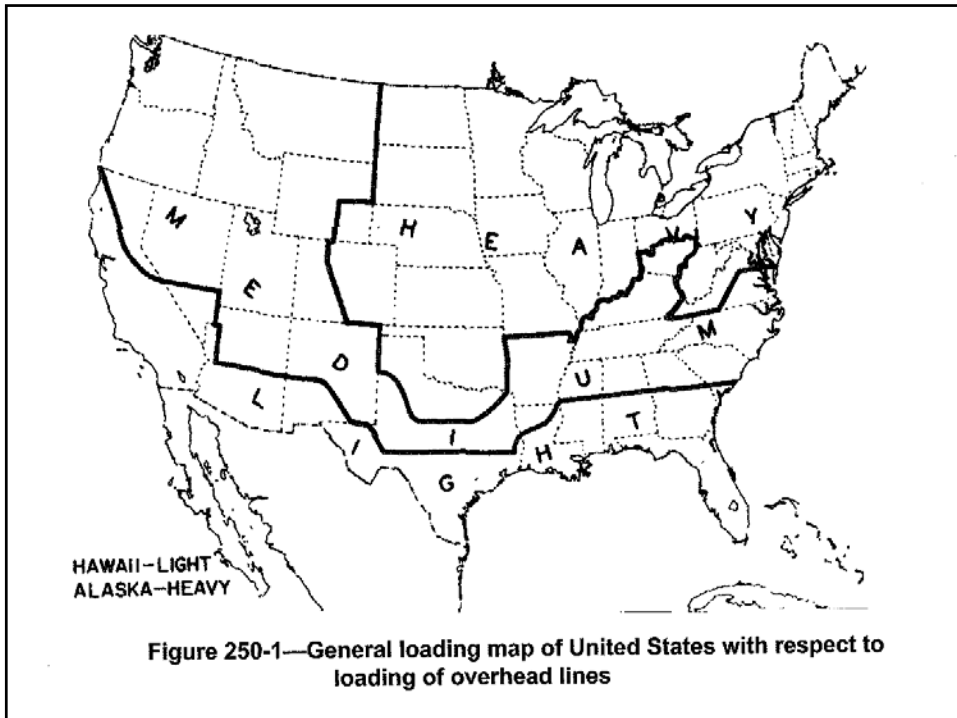 H E A V Y
M E D I U M
L I G H T
HAWAII–LIGHT
ALASKA–HEAVY
Figure 250-1—General loading map of United States with respect to
loading of overhead lines